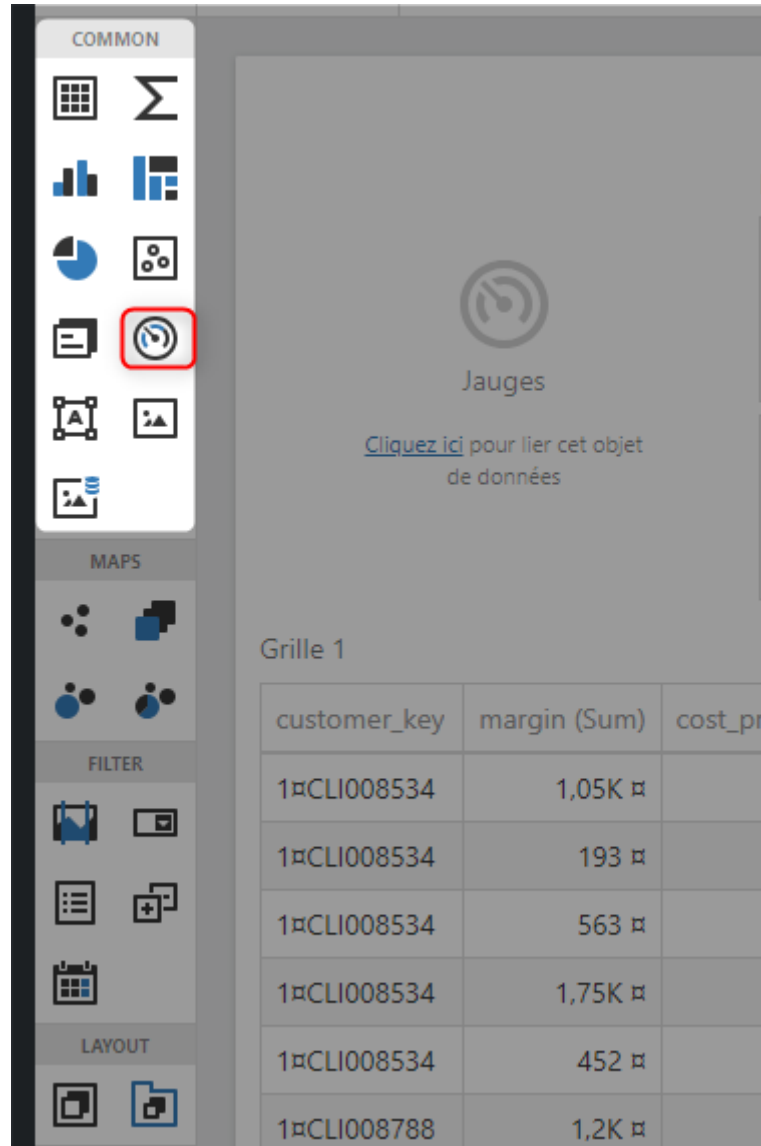 COMMON
Jauges
Cliquez ici pour lier cet objet
de données
MAPS
Grille 1
customer_key margin (Sum) cost_pr
FILTER
1¤CLI008534 1,05K ¤
1¤CLI008534 193 ¤
1¤CLI008534 563 ¤
1¤CLI008534 1,75K ¤
LAYOUT
1¤CLI008534 452 ¤
1¤CLI008788 1,2K ¤